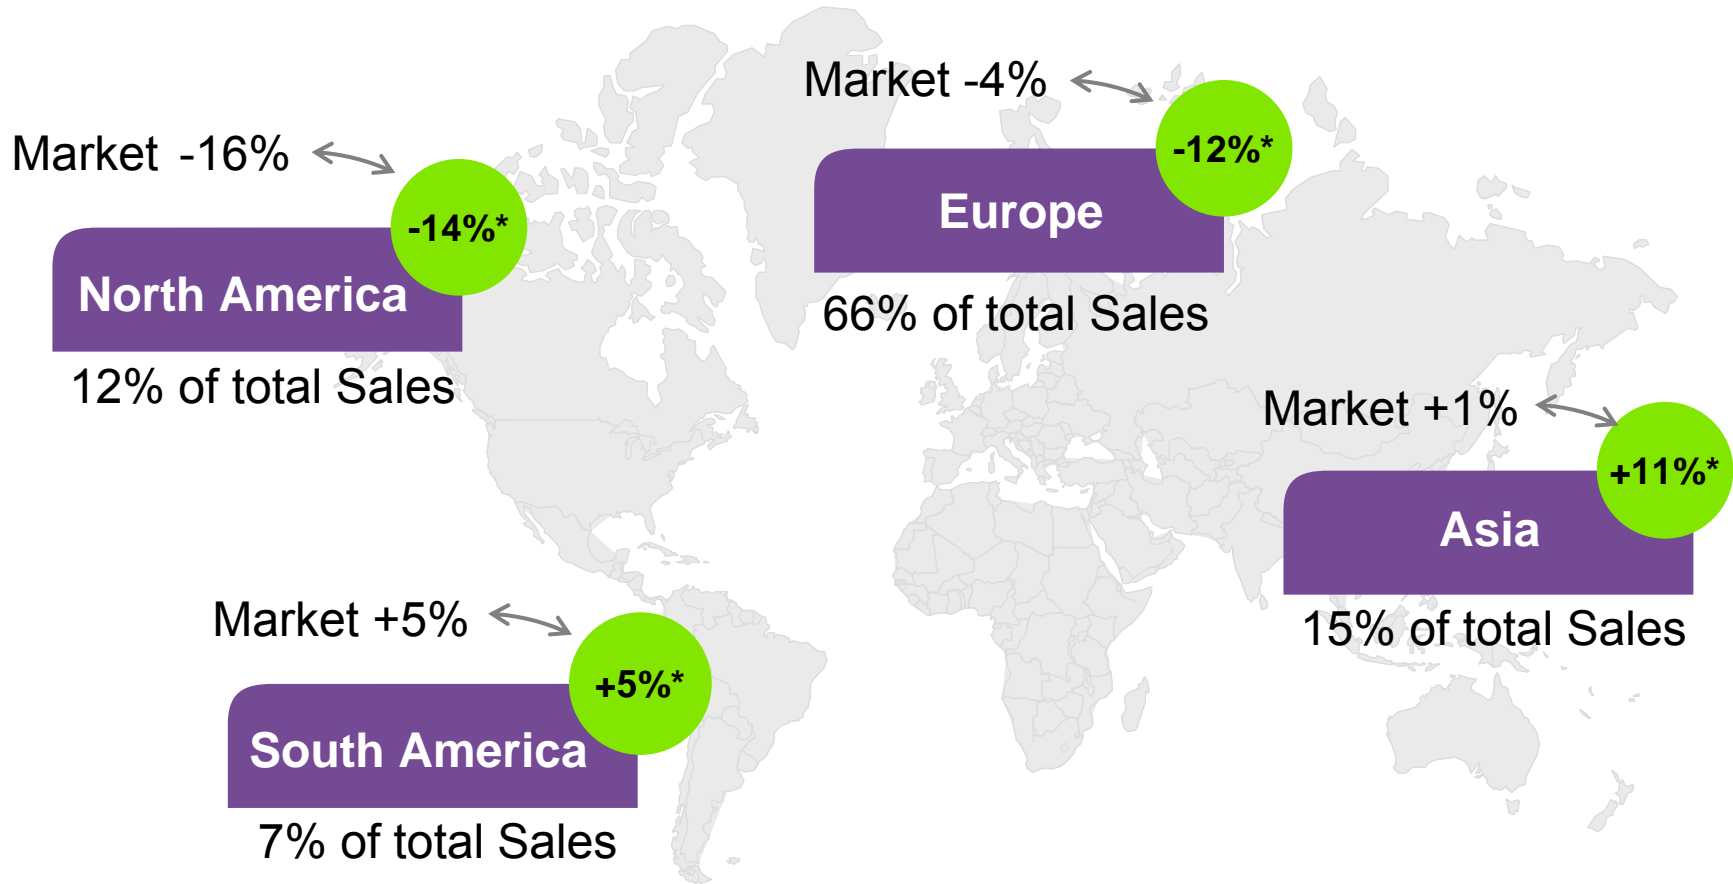 Market -4%
-12%*
Europe
66% of total Sales
Market -16%
-14%*
North America
12% of total Sales
Market +1%
+11%*
Asia
15% of total Sales
Market +5%
+5%*
South America
7% of total Sales